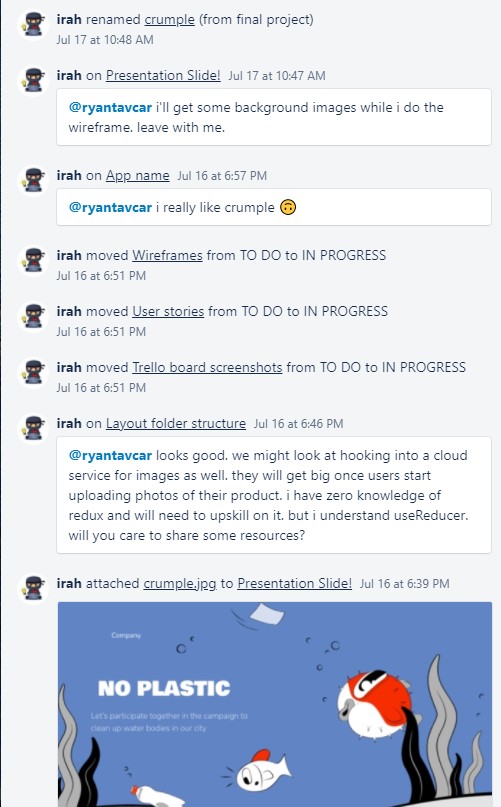 irah renamed crumple (from final project)
Jul 17 at 10:48 AM
irah on Presentation Slide! Jul 17 at 10:47 AM
@ryantavcar i'll get some background images while i do the
wireframe. leave with me.
irah on App name Jul 16 at 6:57 PM
@ryantavcar i really like crumple 🙃
irah moved Wireframes from TO DO to IN PROGRESS
Jul 16 at 6:51 PM
irah moved User stories from TO DO to IN PROGRESS
Jul 16 at 6:51 PM
irah moved Trello board screenshots from TO DO to IN PROGRESS
Jul 16 at 6:51 PM
irah on Layout folder structure Jul 16 at 6:46 PM
@ryantavcar looks good. we might look at hooking into a cloud
service for images as well. they will get big once users start
uploading photos of their product. i have zero knowledge of
redux and will need to upskill on it. but i understand useReducer.
will you care to share some resources?
irah attached crumple.jpg to Presentation Slide! Jul 16 at 6:39 PM
Company
NO PLASTIC
Let's participate together in the campaign to
clean up water bodies in our city